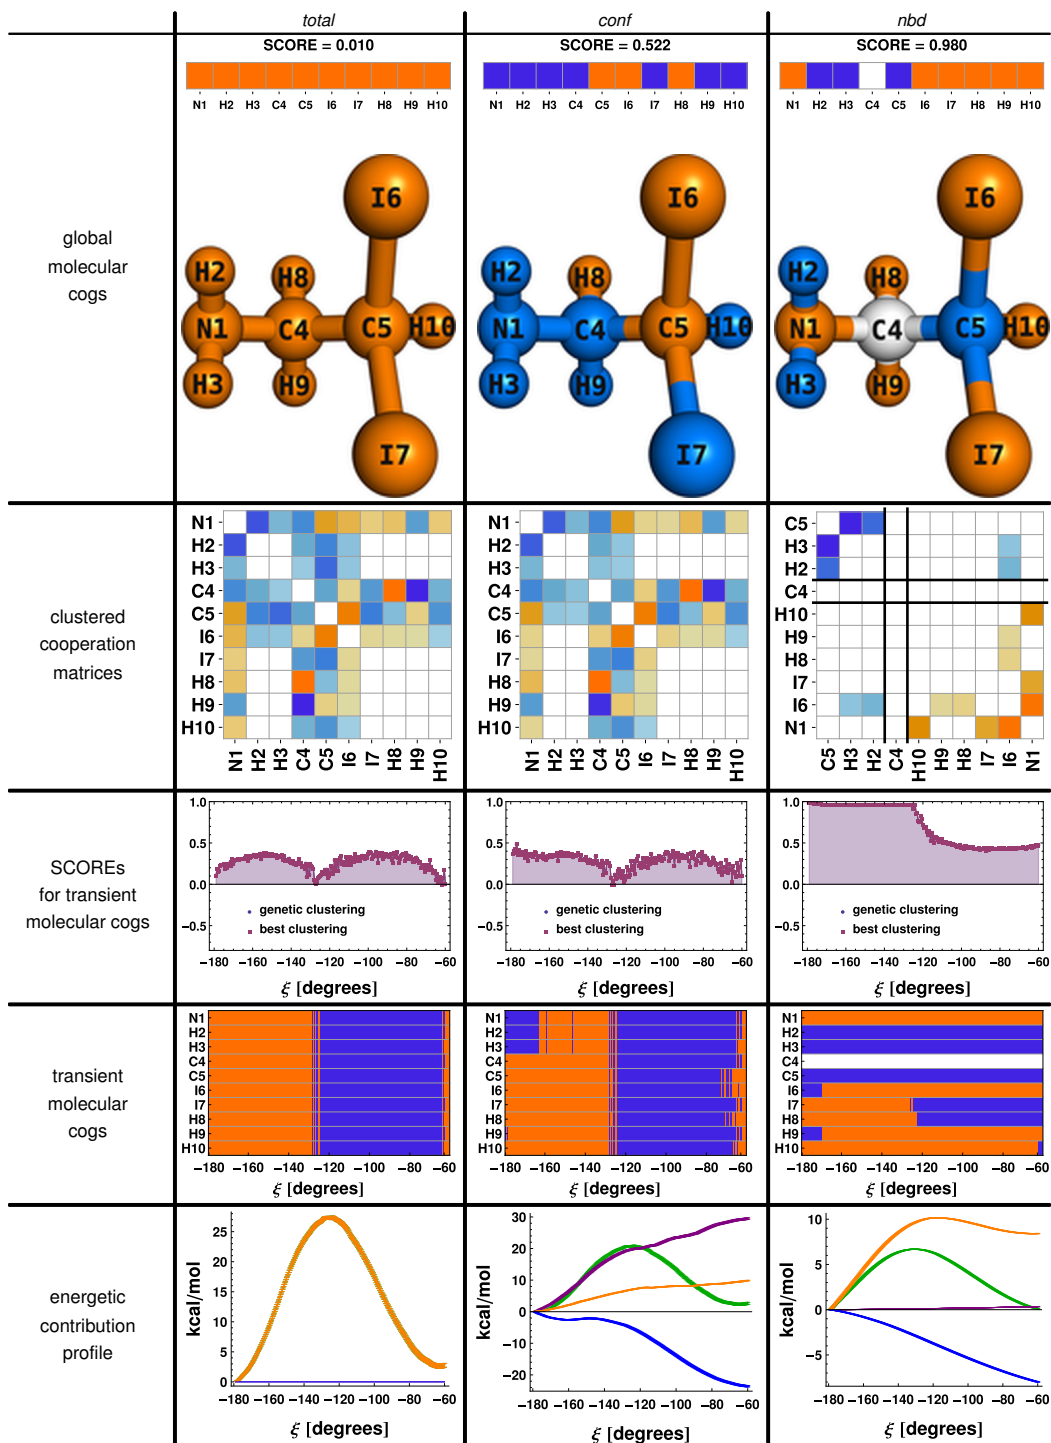 total conf nbd
SCORE = 0.010 SCORE = 0.522 SCORE = 0.980
N1 H2 H3 C4 C5 I6 I7 H8 H9 H10 N1 H2 H3 C4 C5 I6 I7 H8 H9 H10 N1 H2 H3 C4 C5 I6 I7 H8 H9 H10
global
molecular
cogs
I6
H2 H8
N1 C4 C5 H10
H3 H9
I7
I6
H2 H8
N1 C4 C5 H10
H3 H9
I7
I6
H2 H8
N1 C4 C5 H10
H3 H9
I7
clustered
cooperation
matrices
N1
H2
H3
C4
C5
I6
I7
H8
H9
H10
N1 H2 H3 C4 C5 I6 I7 H8 H9 H10
N1
H2
H3
C4
C5
I6
I7
H8
H9
H10
N1 H2 H3 C4 C5 I6 I7 H8 H9 H10
C5
H3
H2
C4
H10
H9
H8
I7
I6
N1
C5 H3 H2 C4 H10 H9 H8 I7 I6 N1
SCOREs
for transient
molecular cogs
1.0
0.5
0.0
−0.5
genetic clustering
best clustering
−180 −160 −140 −120 −100 −80 −60
ξ [degrees]
1.0
0.5
0.0
−0.5
genetic clustering
best clustering
−180 −160 −140 −120 −100 −80 −60
ξ [degrees]
1.0
0.5
0.0
−0.5
genetic clustering
best clustering
−180 −160 −140 −120 −100 −80 −60
ξ [degrees]
transient
molecular
cogs
N1
H2
H3
C4
C5
I6
I7
H8
H9
H10
−180 −160 −140 −120 −100 −80 −60
ξ [degrees]
N1
H2
H3
C4
C5
I6
I7
H8
H9
H10
−180 −160 −140 −120 −100 −80 −60
ξ [degrees]
N1
H2
H3
C4
C5
I6
I7
H8
H9
H10
−180 −160 −140 −120 −100 −80 −60
ξ [degrees]
energetic
contribution
profile
kcal/mol
25
20
15
10
5
0
−180 −160 −140 −120 −100 −80 −60
ξ [degrees]
kcal/mol
30
20
10
0
−10
−20
−180 −160 −140 −120 −100 −80 −60
ξ [degrees]
kcal/mol
10
5
0
−5
−180 −160 −140 −120 −100 −80 −60
ξ [degrees]